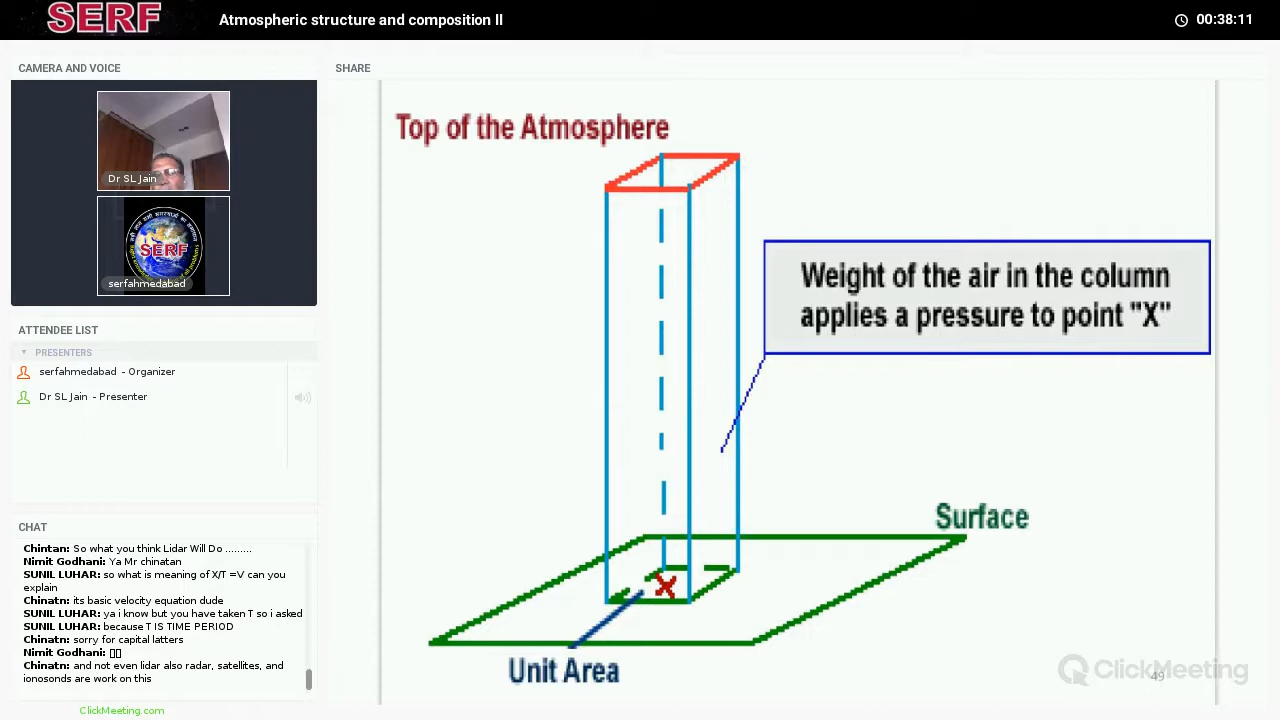 SERF
Atmospheric structure and composition II
00:38:11
CAMERA AND VOICE
SHARE
Dr SL Jain
SERF
serfahmedabad
ATTENDEE LIST
PRESENTERS
serfahmedabad - Organizer
Dr SL Jain - Presenter
CHAT
Chintan: So what you think Lidar Will Do ........
Nimit Godhani: Ya Mr chinatan
SUNIL LUHAR: so what is meaning of X/T =V can you
explain
Chinatn: its basic velocity equation dude
SUNIL LUHAR: ya i know but you have taken T so i asked
SUNIL LUHAR: because T IS TIME PERIOD
Chinatn: sorry for capital latters
Nimit Godhani: 
Chinatn: and not even lidar also radar, satellites, and
ionosonds are work on this
ClickMeeting.com
Top of the Atmosphere
Weight of the air in the column
applies a pressure to point "X"
Surface
X
Unit Area
ClickMeeting
49